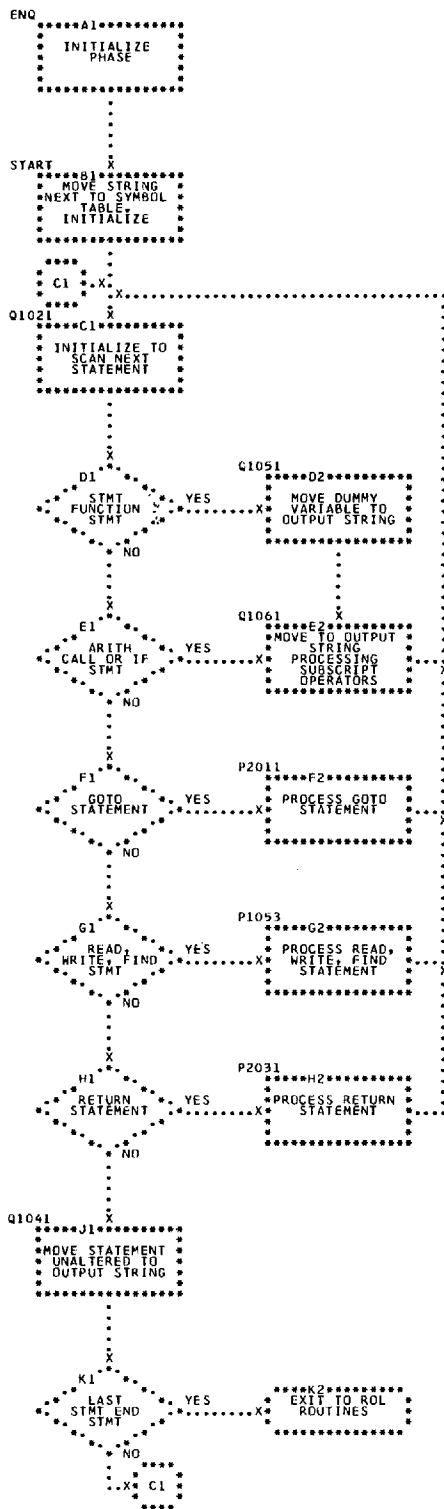 ENQ
A1
INITIALIZE
PHASE
START
B1
MOVE STRING
NEXT TO SYMBOL
TABLE,
INITIALIZE
C1
Q1021
C1
INITIALIZE TO
SCAN NEXT
STATEMENT
D1
STMT
FUNCTION
STMT
YES
NO
Q1051
D2
MOVE DUMMY
VARIABLE TO
OUTPUT STRING
E1
ARITH
CALL OR IF
STMT
YES
NO
Q1061
E2
MOVE TO OUTPUT
STRING
PROCESSING
SUBSCRIPT
OPERATORS
F1
GOTO
STATEMENT
YES
NO
P2011
F2
PROCESS GOTO
STATEMENT
G1
READ,
WRITE, FIND
STMT
YES
NO
P1053
G2
PROCESS READ,
WRITE, FIND
STATEMENT
H1
RETURN
STATEMENT
YES
NO
P2031
H2
PROCESS RETURN
STATEMENT
Q1041
J1
MOVE STATEMENT
UNALTERED TO
OUTPUT STRING
K1
LAST
STMT END
STMT
YES
NO
K2
EXIT TO ROL
ROUTINES
C1